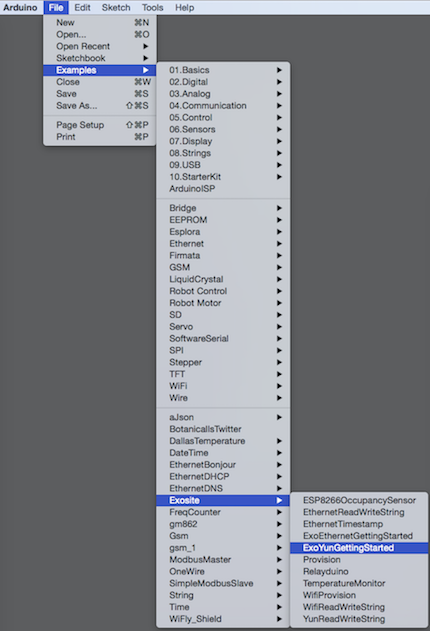 Arduino File Edit Sketch Tools Help
New ⌘N
Open... ⌘O
Open Recent ▶
Sketchbook ▶
Examples ▶
Close ⌘W
Save ⌘S
Save As... ⇧⌘S
Page Setup ⇧⌘P
Print ⌘P
01.Basics ▶
02.Digital ▶
03.Analog ▶
04.Communication ▶
05.Control ▶
06.Sensors ▶
07.Display ▶
08.Strings ▶
09.USB ▶
10.StarterKit ▶
ArduinoISP
Bridge ▶
EEPROM ▶
Esplora ▶
Ethernet ▶
Firmata ▶
GSM ▶
LiquidCrystal ▶
Robot Control ▶
Robot Motor ▶
SD ▶
Servo ▶
SoftwareSerial ▶
SPI ▶
Stepper ▶
TFT ▶
WiFi ▶
Wire ▶
aJson ▶
BotanicallsTwitter
DallasTemperature ▶
DateTime ▶
EthernetBonjour ▶
EthernetDHCP ▶
EthernetDNS ▶
Exosite ▶
FreqCounter ▶
gm862 ▶
Gsm ▶
gsm_1 ▶
ModbusMaster ▶
OneWire ▶
SimpleModbusSlave ▶
String ▶
Time ▶
WiFly_Shield ▶
ESP8266OccupancySensor
EthernetReadWriteString
EthernetTimestamp
ExoEthernetGettingStarted
ExoYunGettingStarted
Provision
Relayduino
TemperatureMonitor
WifiProvision
WifiReadWriteString
YunReadWriteString